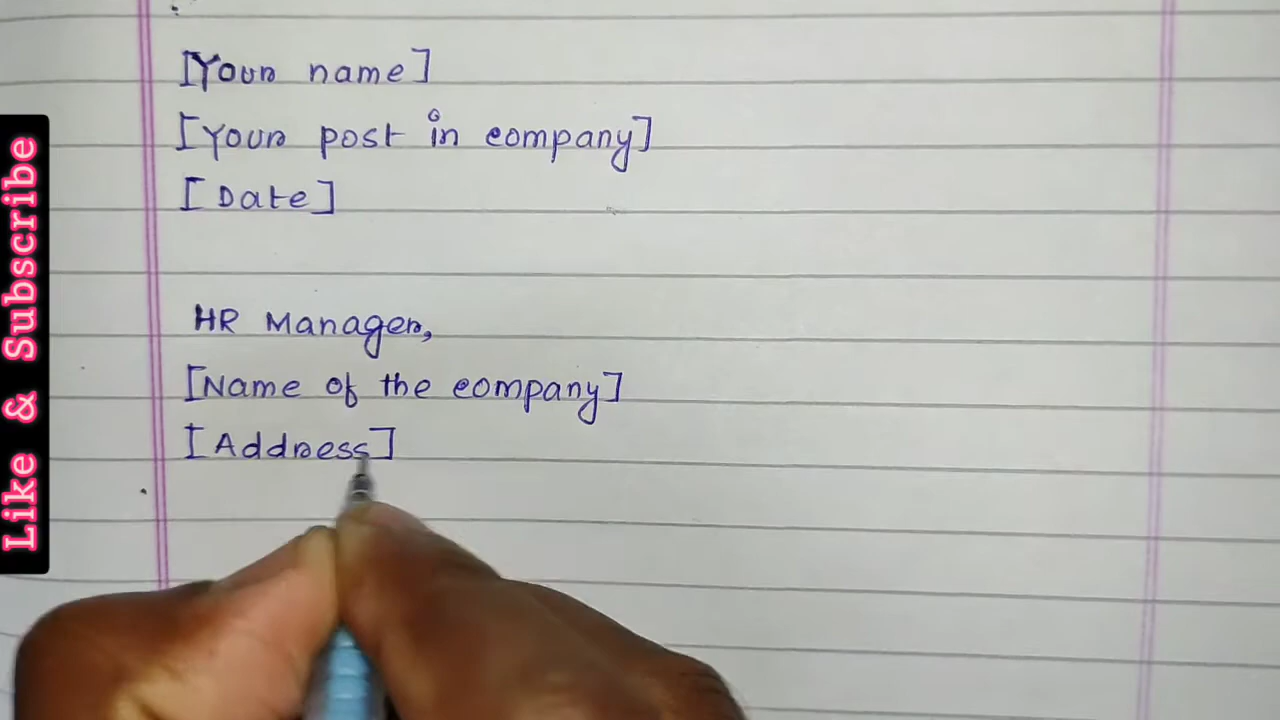 [Your name]
[Your post in company]
[Date]
HR Manager,
[Name of the company]
[Address]
Like & Subscribe